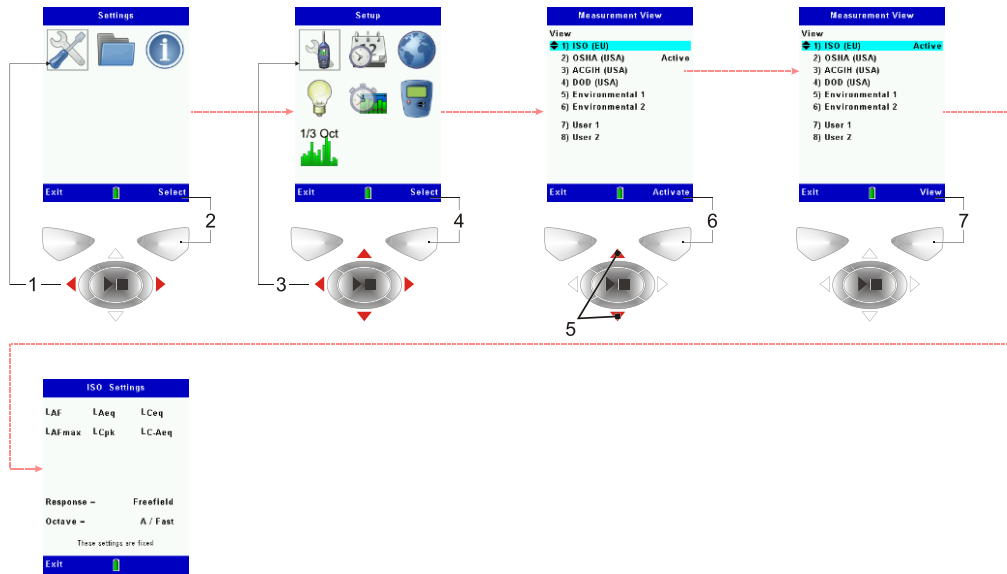 Settings
Exit Select
2
1
Setup
12
1/3 Oct
Exit Select
4
3
Measurement View
View
1) ISO (EU)
2) OSHA (USA) Active
3) ACGIH (USA)
4) DOD (USA)
5) Environmental 1
6) Environmental 2
7) User 1
8) User 2
Exit Activate
6
5
Measurement View
View
1) ISO (EU) Active
2) OSHA (USA)
3) ACGIH (USA)
4) DOD (USA)
5) Environmental 1
6) Environmental 2
7) User 1
8) User 2
Exit View
7
ISO Settings
LAF LAeq LCeq
LAFmax LCpk LC-Aeq
Response – Freefield
Octave – A / Fast
These settings are fixed
Exit